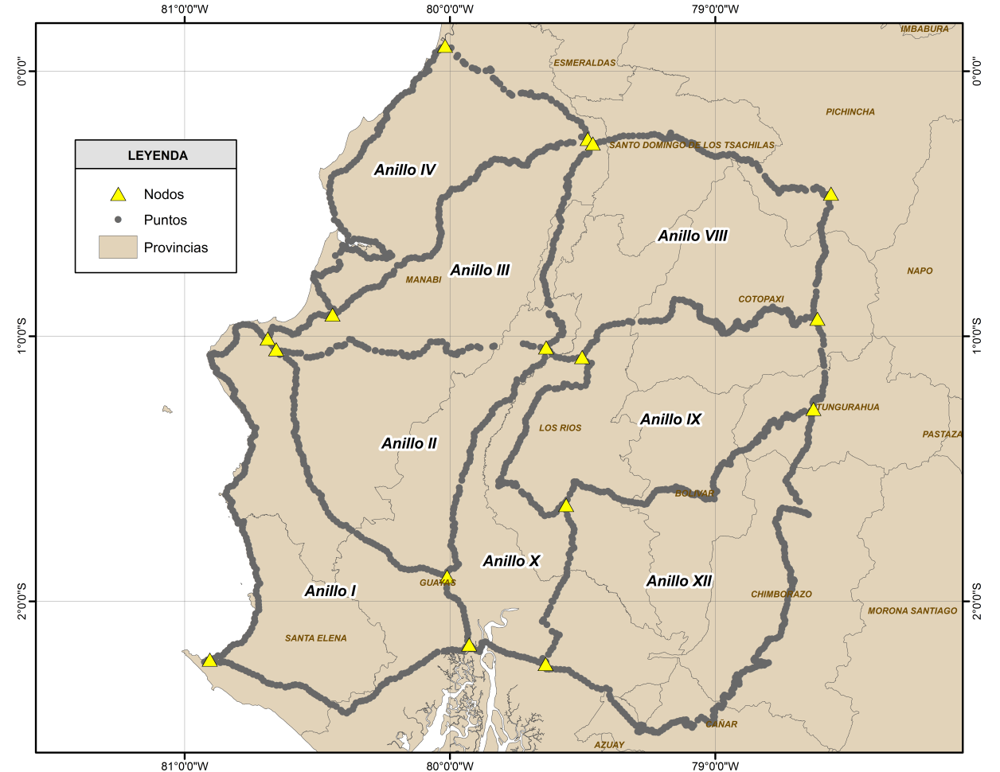 81°0'0"W 80°0'0"W 79°0'0"W
IMBABURA
ESMERALDAS
0°0'0" 0°0'0"
PICHINCHA
SANTO DOMINGO DE LOS TSACHILAS
LEYENDA
Nodos
Puntos
Provincias
Anillo IV
Anillo VIII
Anillo III
MANABI
NAPO
COTOPAXI
1°0'0"S 1°0'0"S
TUNGURAHUA
Anillo IX
LOS RIOS
PASTAZA
Anillo II
BOLIVAR
Anillo X
Anillo XII
GUAYAS
Anillo I
CHIMBORAZO
2°0'0"S 2°0'0"S
MORONA SANTIAGO
SANTA ELENA
CAÑAR
AZUAY
81°0'0"W 80°0'0"W 79°0'0"W